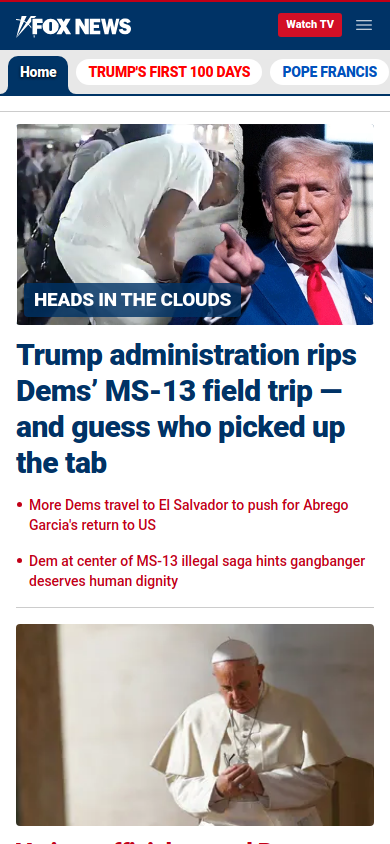 FOX NEWS
Watch TV
Home
TRUMP'S FIRST 100 DAYS
POPE FRANCIS
HEADS IN THE CLOUDS
Trump administration rips
Dems’ MS-13 field trip —
and guess who picked up
the tab
• More Dems travel to El Salvador to push for Abrego
Garcia's return to US
• Dem at center of MS-13 illegal saga hints gangbanger
deserves human dignity